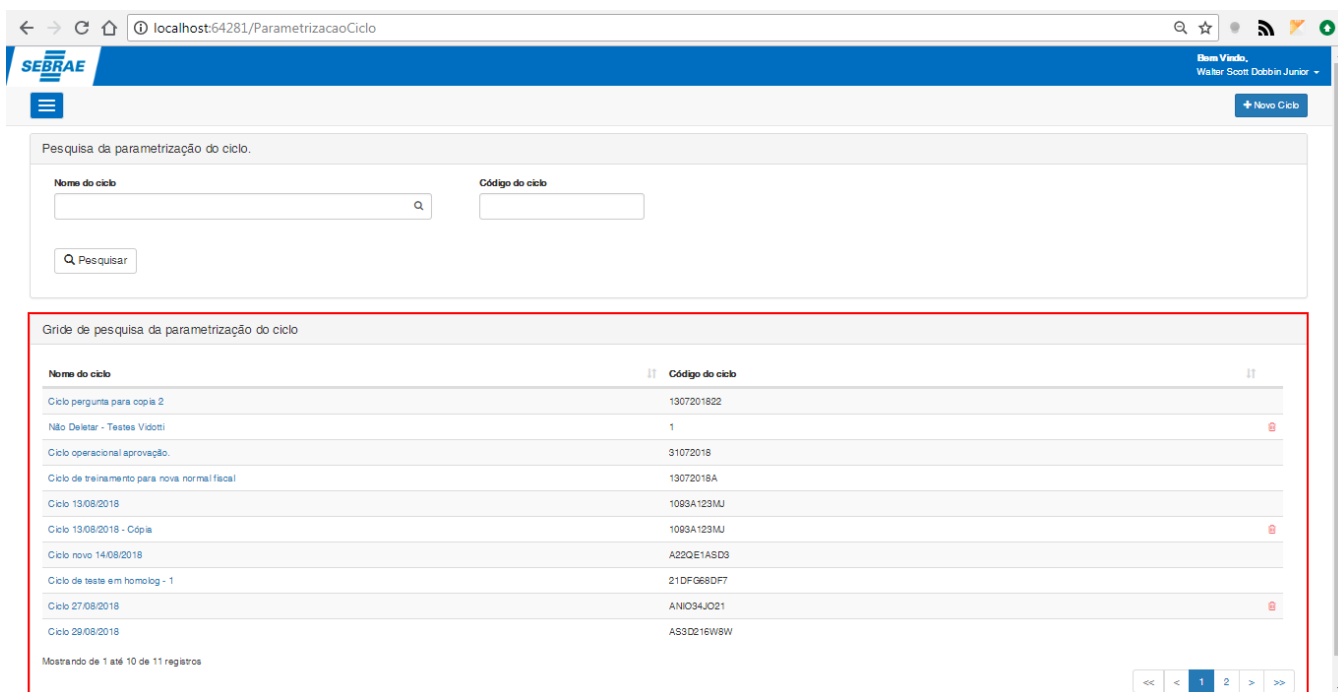 localhost:64281/ParametrizacaoCiclo
SEBRAE
Bem Vindo,
Walter Scott Dobbin Junior
+ Novo Ciclo
Pesquisa da parametrização do ciclo.
Nome do ciclo Código do ciclo
Pesquisar
Gride de pesquisa da parametrização do ciclo
Nome do ciclo Código do ciclo
Ciclo pergunta para copia 2 1307201822
Não Deletar - Testes Vidotti 1
Ciclo operacional aprovação. 31072018
Ciclo de treinamento para nova normal fiscal 13072018A
Ciclo 13/08/2018 1093A123MJ
Ciclo 13/08/2018 - Cópia 1093A123MJ
Ciclo novo 14/08/2018 A22QE1ASD3
Ciclo de teste em homolog - 1 21DFG68DF7
Ciclo 27/08/2018 ANIO34JO21
Ciclo 29/08/2018 AS3D216W8W
Mostrando de 1 até 10 de 11 registros
<< < 1 2 > >>